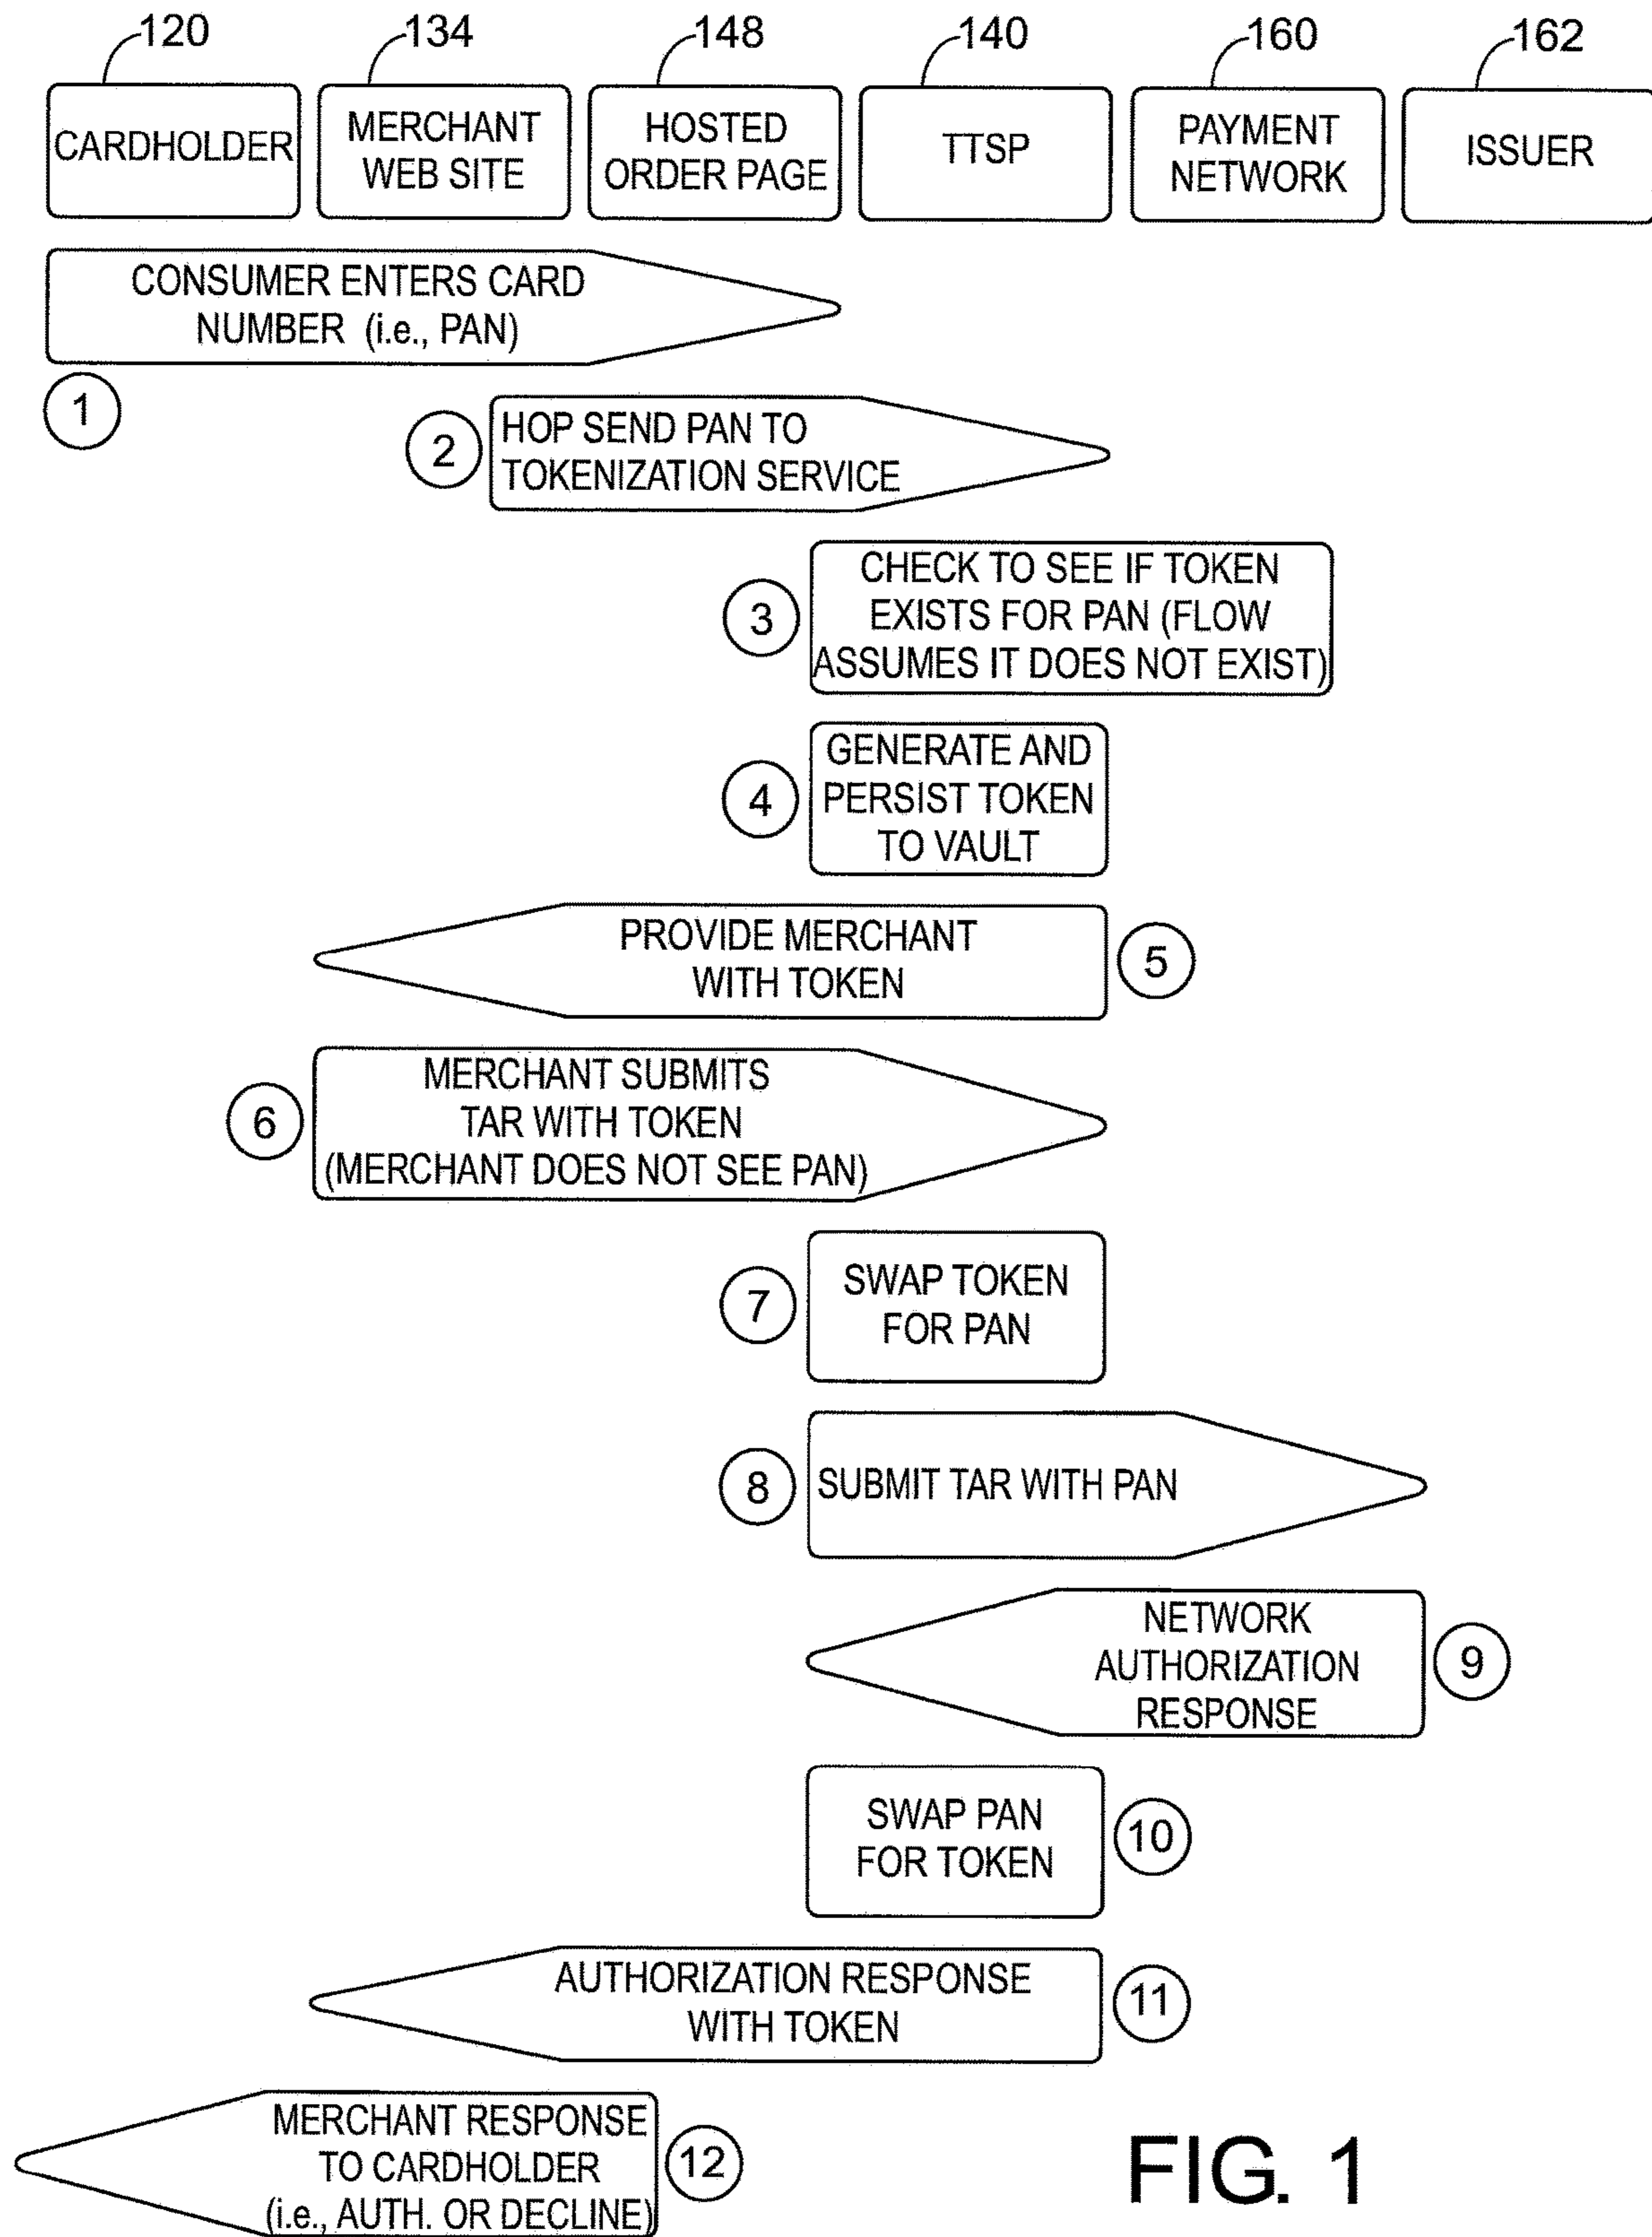 120
134
148
140
160
162
CARDHOLDER
MERCHANT
WEB SITE
HOSTED
ORDER PAGE
TTSP
PAYMENT
NETWORK
ISSUER
CONSUMER ENTERS CARD
NUMBER (i.e., PAN)
1
2
HOP SEND PAN TO
TOKENIZATION SERVICE
3
CHECK TO SEE IF TOKEN
EXISTS FOR PAN (FLOW
ASSUMES IT DOES NOT EXIST)
4
GENERATE AND
PERSIST TOKEN
TO VAULT
PROVIDE MERCHANT
WITH TOKEN
5
6
MERCHANT SUBMITS
TAR WITH TOKEN
(MERCHANT DOES NOT SEE PAN)
7
SWAP TOKEN
FOR PAN
8
SUBMIT TAR WITH PAN
NETWORK
AUTHORIZATION
RESPONSE
9
SWAP PAN
FOR TOKEN
10
AUTHORIZATION RESPONSE
WITH TOKEN
11
MERCHANT RESPONSE
TO CARDHOLDER
(i.e., AUTH. OR DECLINE)
12
FIG. 1